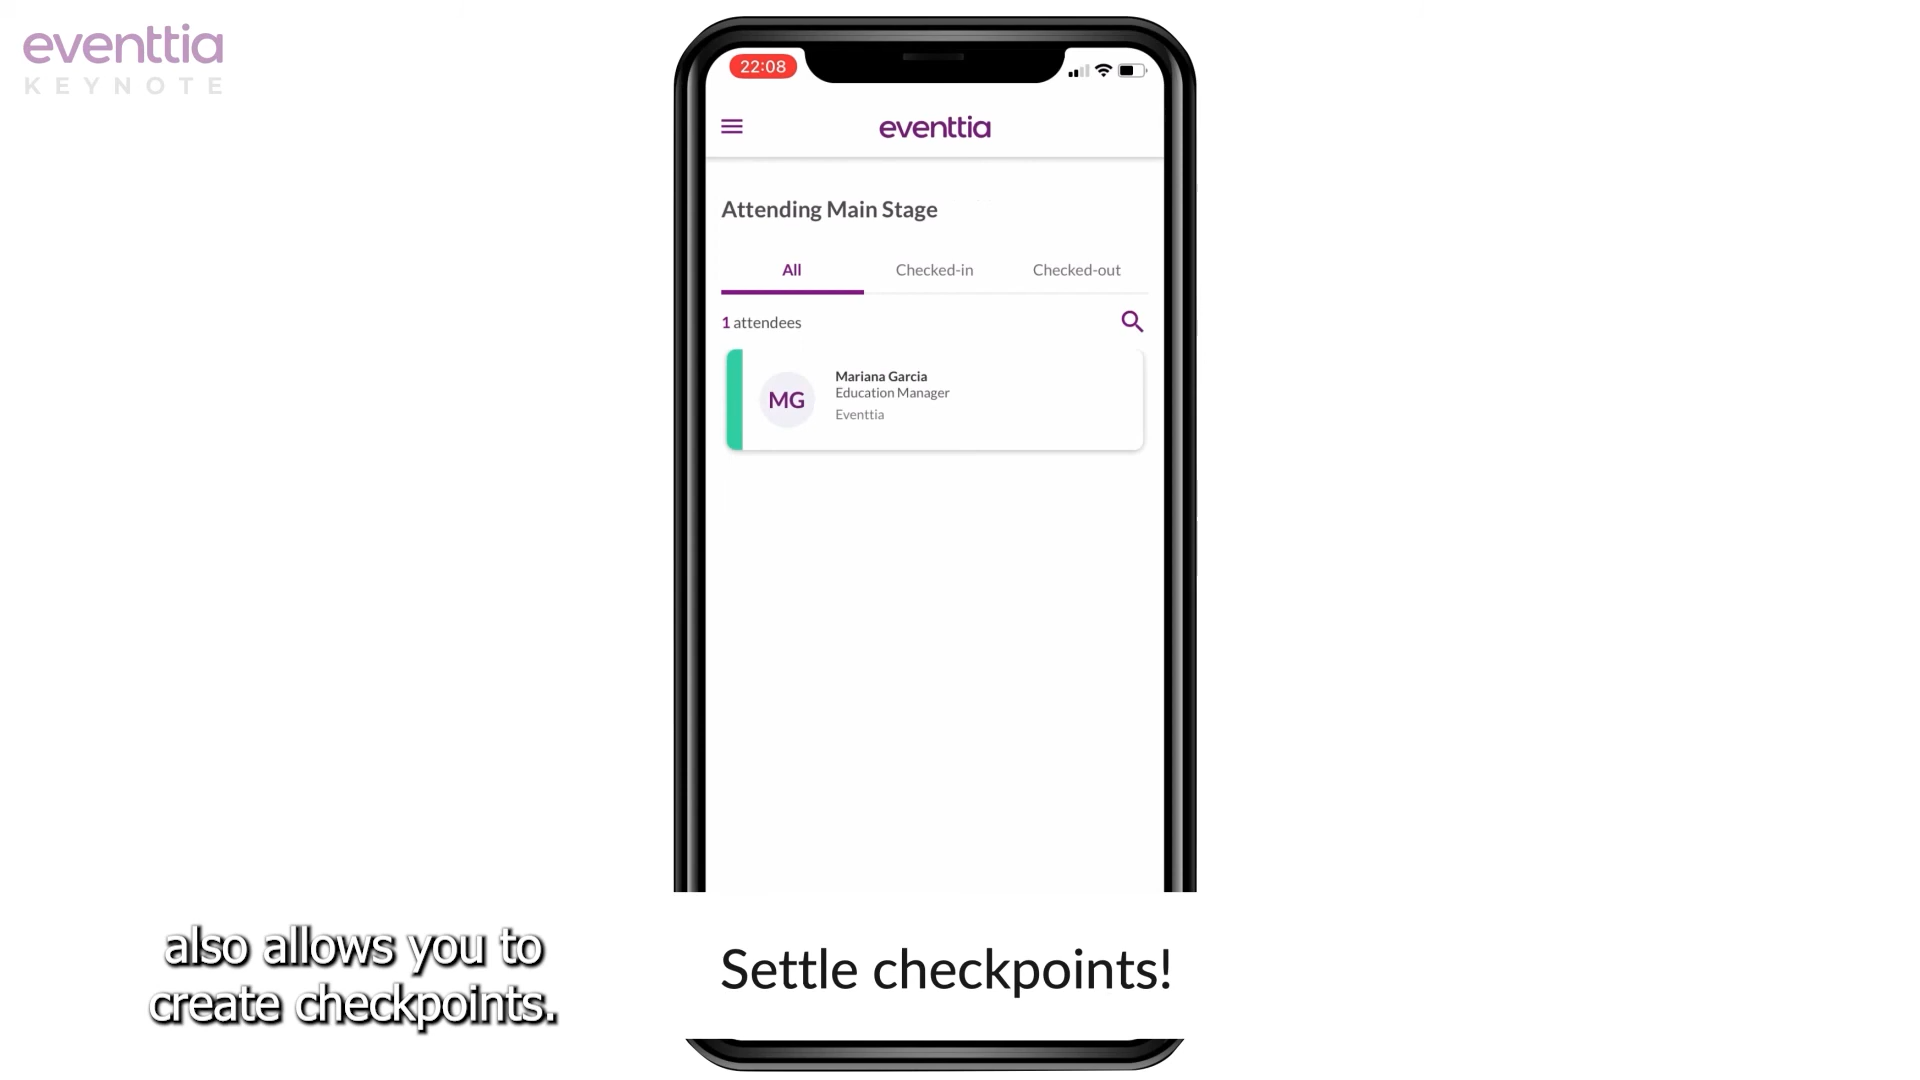 eventtia
KEYNOTE
22:08
eventtia
Attending Main Stage
All
Checked-in
Checked-out
1 attendees
MG
Mariana Garcia
Education Manager
Eventtia
also allows you to
create checkpoints.
Settle checkpoints!